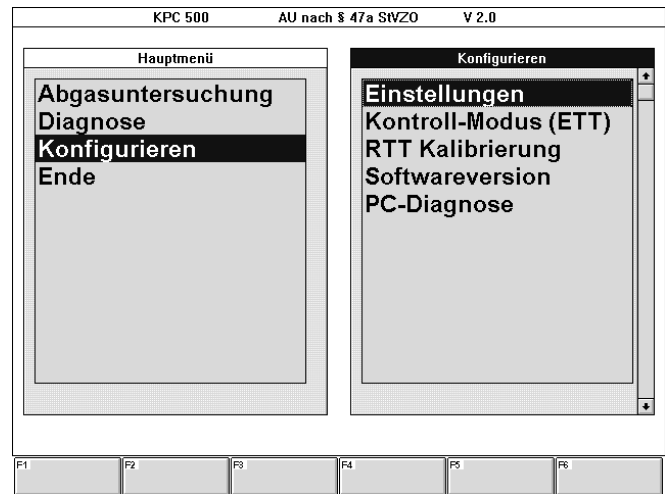 KPC 500 AU nach § 47a StVZO V 2.0
Hauptmenü
Abgasuntersuchung
Diagnose
Konfigurieren
Ende
Konfigurieren
Einstellungen
Kontroll-Modus (ETT)
RTT Kalibrierung
Softwareversion
PC-Diagnose
F1 F2 F3 F4 F5 F6